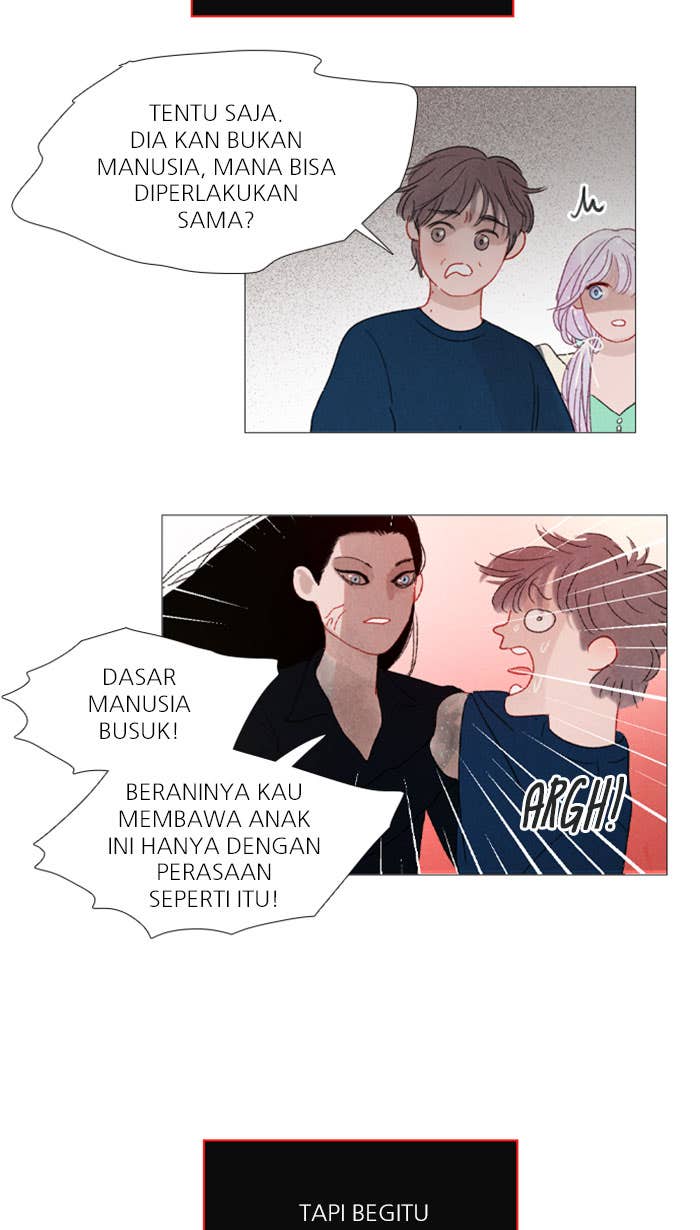 TENTU SAJA.
DIA KAN BUKAN
MANUSIA, MANA BISA
DIPERLAKUKAN
SAMA?
DASAR
MANUSIA
BUSUK!
BERANINYA KAU
MEMBAWA ANAK
INI HANYA DENGAN
PERASAAN
SEPERTI ITU!
ARGH!
TAPI BEGITU